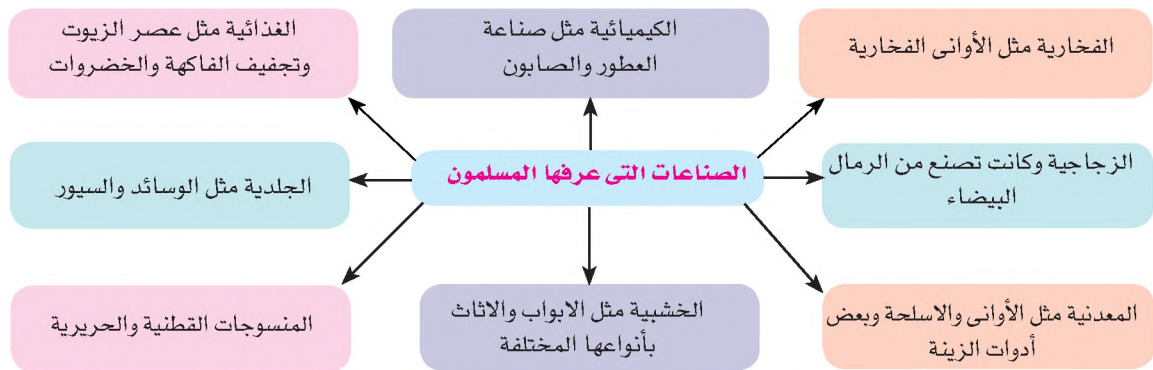 الفخارية مثل الأوانى الفخارية
الكيميائية مثل صناعة
العطور والصابون
الغذائية مثل عصر الزيوت
وتجفيف الفاكهة والخضروات
الزجاجية وكانت تصنع من الرمال
البيضاء
الصناعات التى عرفها المسلمون
الجلدية مثل الوسائد والسيور
المعدنية مثل الأوانى والاسلحة وبعض
أدوات الزينة
الخشبية مثل الابواب والاثاث
بأنواعها المختلفة
المنسوجات القطنية والحريرية